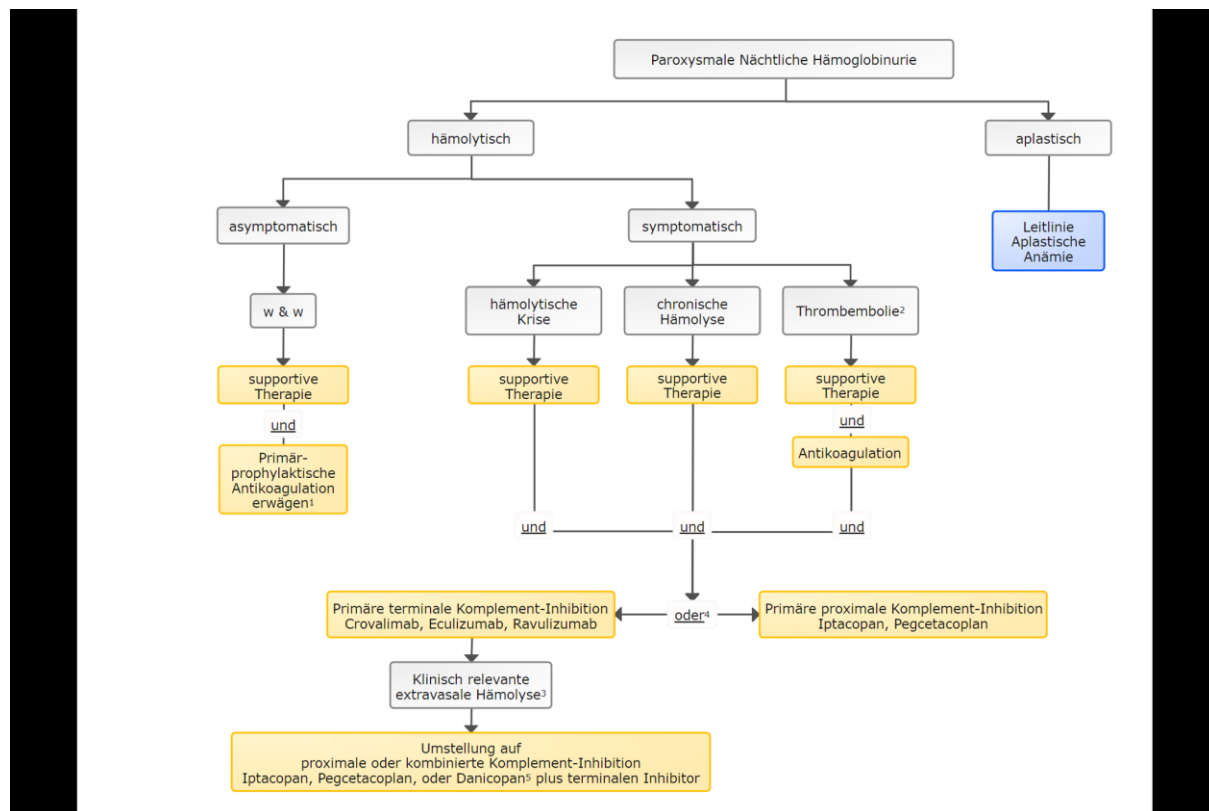 Paroxysmale Nächtliche Hämoglobinurie
hämolytisch
aplastisch
asymptomatisch
symptomatisch
Leitlinie
Aplastische
Anämie
w & w
hämolytische
Krise
chronische
Hämolyse
Thrombembolie²
supportive
Therapie
supportive
Therapie
supportive
Therapie
supportive
Therapie
und
und
Primär-
prophylaktische
Antikoagulation
erwägen¹
Antikoagulation
und
und
und
Primäre terminale Komplement-Inhibition
Crovalimab, Eculizumab, Ravulizumab
oder⁴
Primäre proximale Komplement-Inhibition
Iptacopan, Pegcetacoplan
Klinisch relevante
extravasale Hämolyse³
Umstellung auf
proximale oder kombinierte Komplement-Inhibition
Iptacopan, Pegcetacoplan, oder Danicopan⁵ plus terminalen Inhibitor